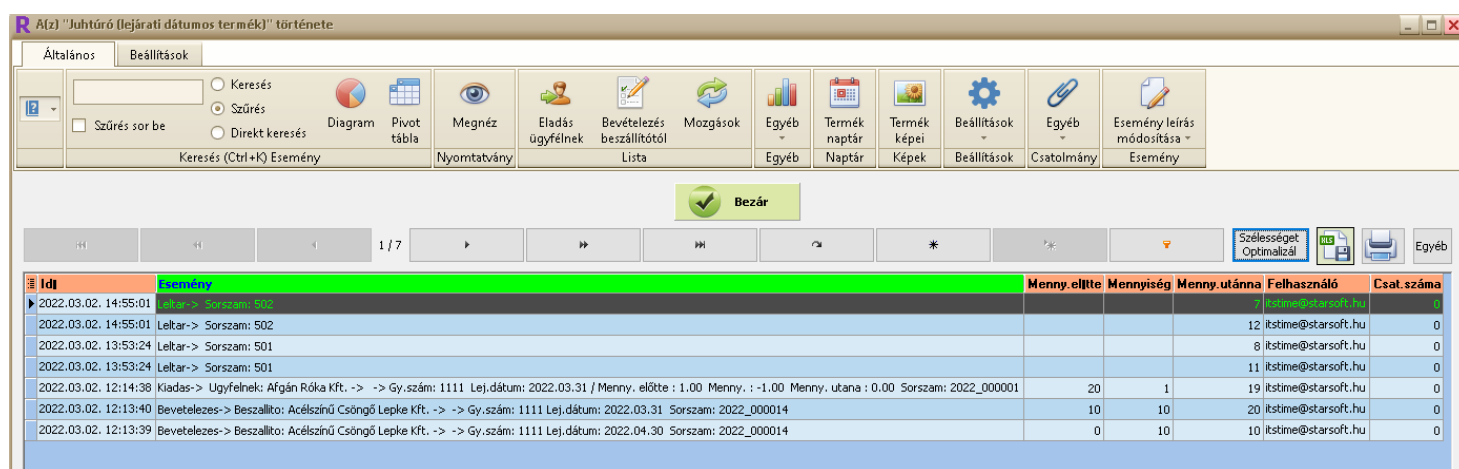 R A(z) "Juhtúró (lejárati dátumos termék)" története
Általános Beállítások
Keresés
Szűrés
Direkt keresés
Szűrés sor be
Diagram
Pivot tábla
Megnéz
Eladás ügyfélnek
Bevételezés beszállítótól
Mozgások
Egyéb
Termék naptár
Termék képei
Beállítások
Egyéb
Esemény leírás módosítása
Keresés (Ctrl+K) Esemény Nyomtatvány Lista Egyéb Naptár Képek Beállítások Csatolmány Esemény
Bezár
1 / 7
Szélességet Optimalizál
XLS
Egyéb
Id Esemény Menny.el tte Mennyiség Menny.utánna Felhasználó Csat.száma
2022.03.02. 14:55:01 Leltar-> Sorszam: 502 7 itstime@starsoft.hu 0
2022.03.02. 14:55:01 Leltar-> Sorszam: 502 12 itstime@starsoft.hu 0
2022.03.02. 13:53:24 Leltar-> Sorszam: 501 8 itstime@starsoft.hu 0
2022.03.02. 13:53:24 Leltar-> Sorszam: 501 11 itstime@starsoft.hu 0
2022.03.02. 12:14:38 Kiadas-> Ugyfelnek: Afgán Róka Kft. -> -> Gy.szám: 1111 Lej.dátum: 2022.03.31 / Menny. előtte : 1.00 Menny. : -1.00 Menny. utana : 0.00 Sorszam: 2022_000001 20 1 19 itstime@starsoft.hu 0
2022.03.02. 12:13:40 Bevetelezes-> Beszallito: Acélszínű Csöngő Lepke Kft. -> -> Gy.szám: 1111 Lej.dátum: 2022.03.31 Sorszam: 2022_000014 10 10 20 itstime@starsoft.hu 0
2022.03.02. 12:13:39 Bevetelezes-> Beszallito: Acélszínű Csöngő Lepke Kft. -> -> Gy.szám: 1111 Lej.dátum: 2022.04.30 Sorszam: 2022_000014 0 10 10 itstime@starsoft.hu 0